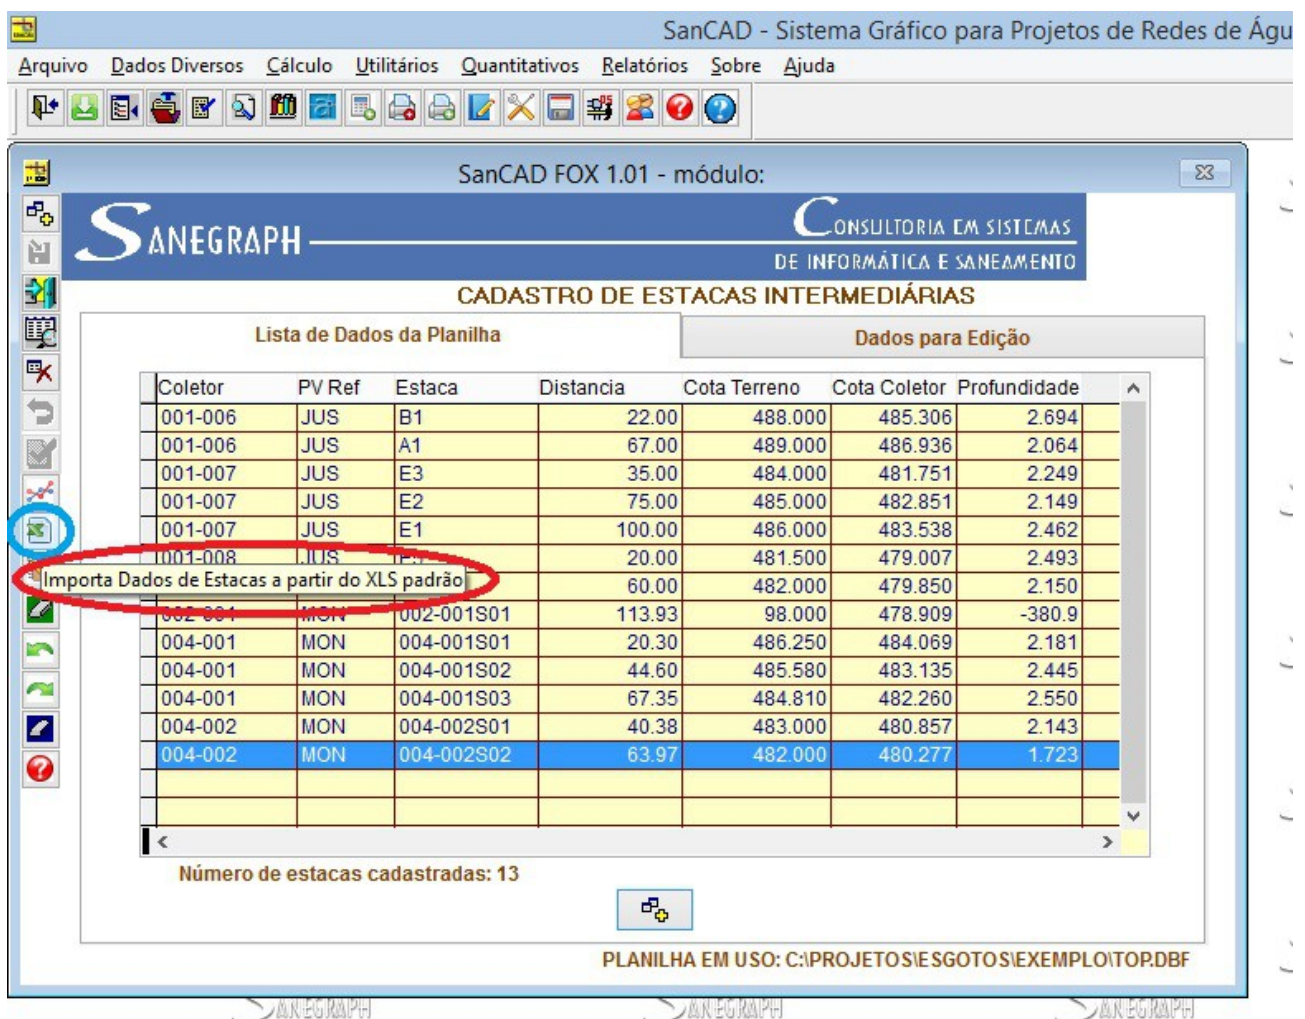 SanCAD - Sistema Gráfico para Projetos de Redes de Águ
Arquivo Dados Diversos Cálculo Utilitários Quantitativos Relatórios Sobre Ajuda
SanCAD FOX 1.01 - módulo:
SANEGRAPH
CONSULTORIA EM SISTEMAS
DE INFORMÁTICA E SANEAMENTO
CADASTRO DE ESTACAS INTERMEDIÁRIAS
Lista de Dados da Planilha Dados para Edição
Coletor PV Ref Estaca Distancia Cota Terreno Cota Coletor Profundidade
001-006 JUS B1 22.00 488.000 485.306 2.694
001-006 JUS A1 67.00 489.000 486.936 2.064
001-007 JUS E3 35.00 484.000 481.751 2.249
001-007 JUS E2 75.00 485.000 482.851 2.149
001-007 JUS E1 100.00 486.000 483.538 2.462
001-008 JUS 20.00 481.500 479.007 2.493
Importa Dados de Estacas a partir do XLS padrão 60.00 482.000 479.850 2.150
002-001 MON 002-001S01 113.93 98.000 478.909 -380.9
004-001 MON 004-001S01 20.30 486.250 484.069 2.181
004-001 MON 004-001S02 44.60 485.580 483.135 2.445
004-001 MON 004-001S03 67.35 484.810 482.260 2.550
004-002 MON 004-002S01 40.38 483.000 480.857 2.143
004-002 MON 004-002S02 63.97 482.000 480.277 1.723
Número de estacas cadastradas: 13
PLANILHA EM USO: C:\PROJETOS\ESGOTOS\EXEMPLO\TOP.DBF
SANEGRAPH SANEGRAPH SANEGRAPH